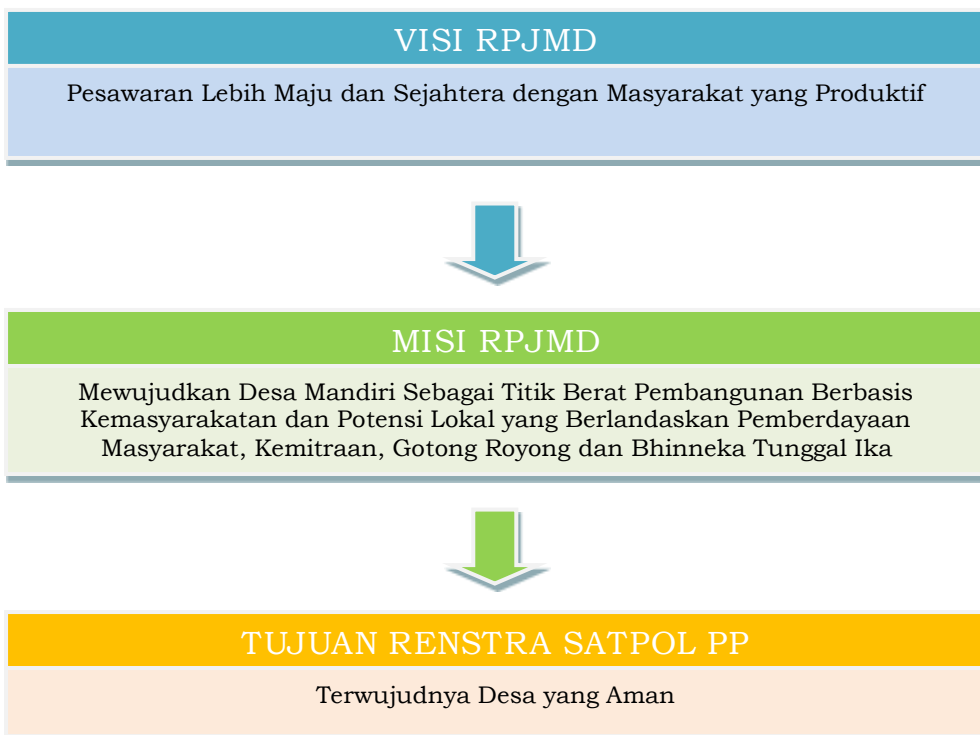 VISI RPJMD
Pesawaran Lebih Maju dan Sejahtera dengan Masyarakat yang Produktif
MISI RPJMD
Mewujudkan Desa Mandiri Sebagai Titik Berat Pembangunan Berbasis
Kemasyarakatan dan Potensi Lokal yang Berlandaskan Pemberdayaan
Masyarakat, Kemitraan, Gotong Royong dan Bhinneka Tunggal Ika
TUJUAN RENSTRA SATPOL PP
Terwujudnya Desa yang Aman